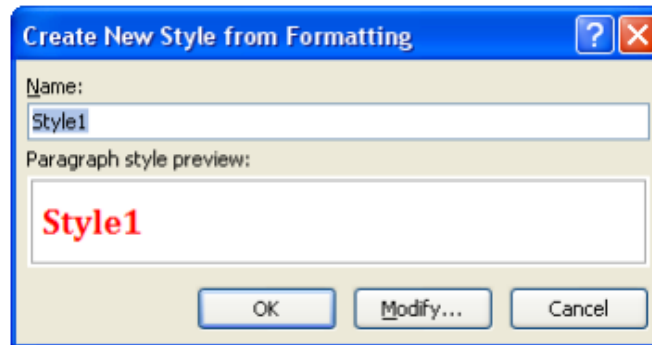 Create New Style from Formatting ?
Name:
Style1
Paragraph style preview:
Style1
OK Modify... Cancel